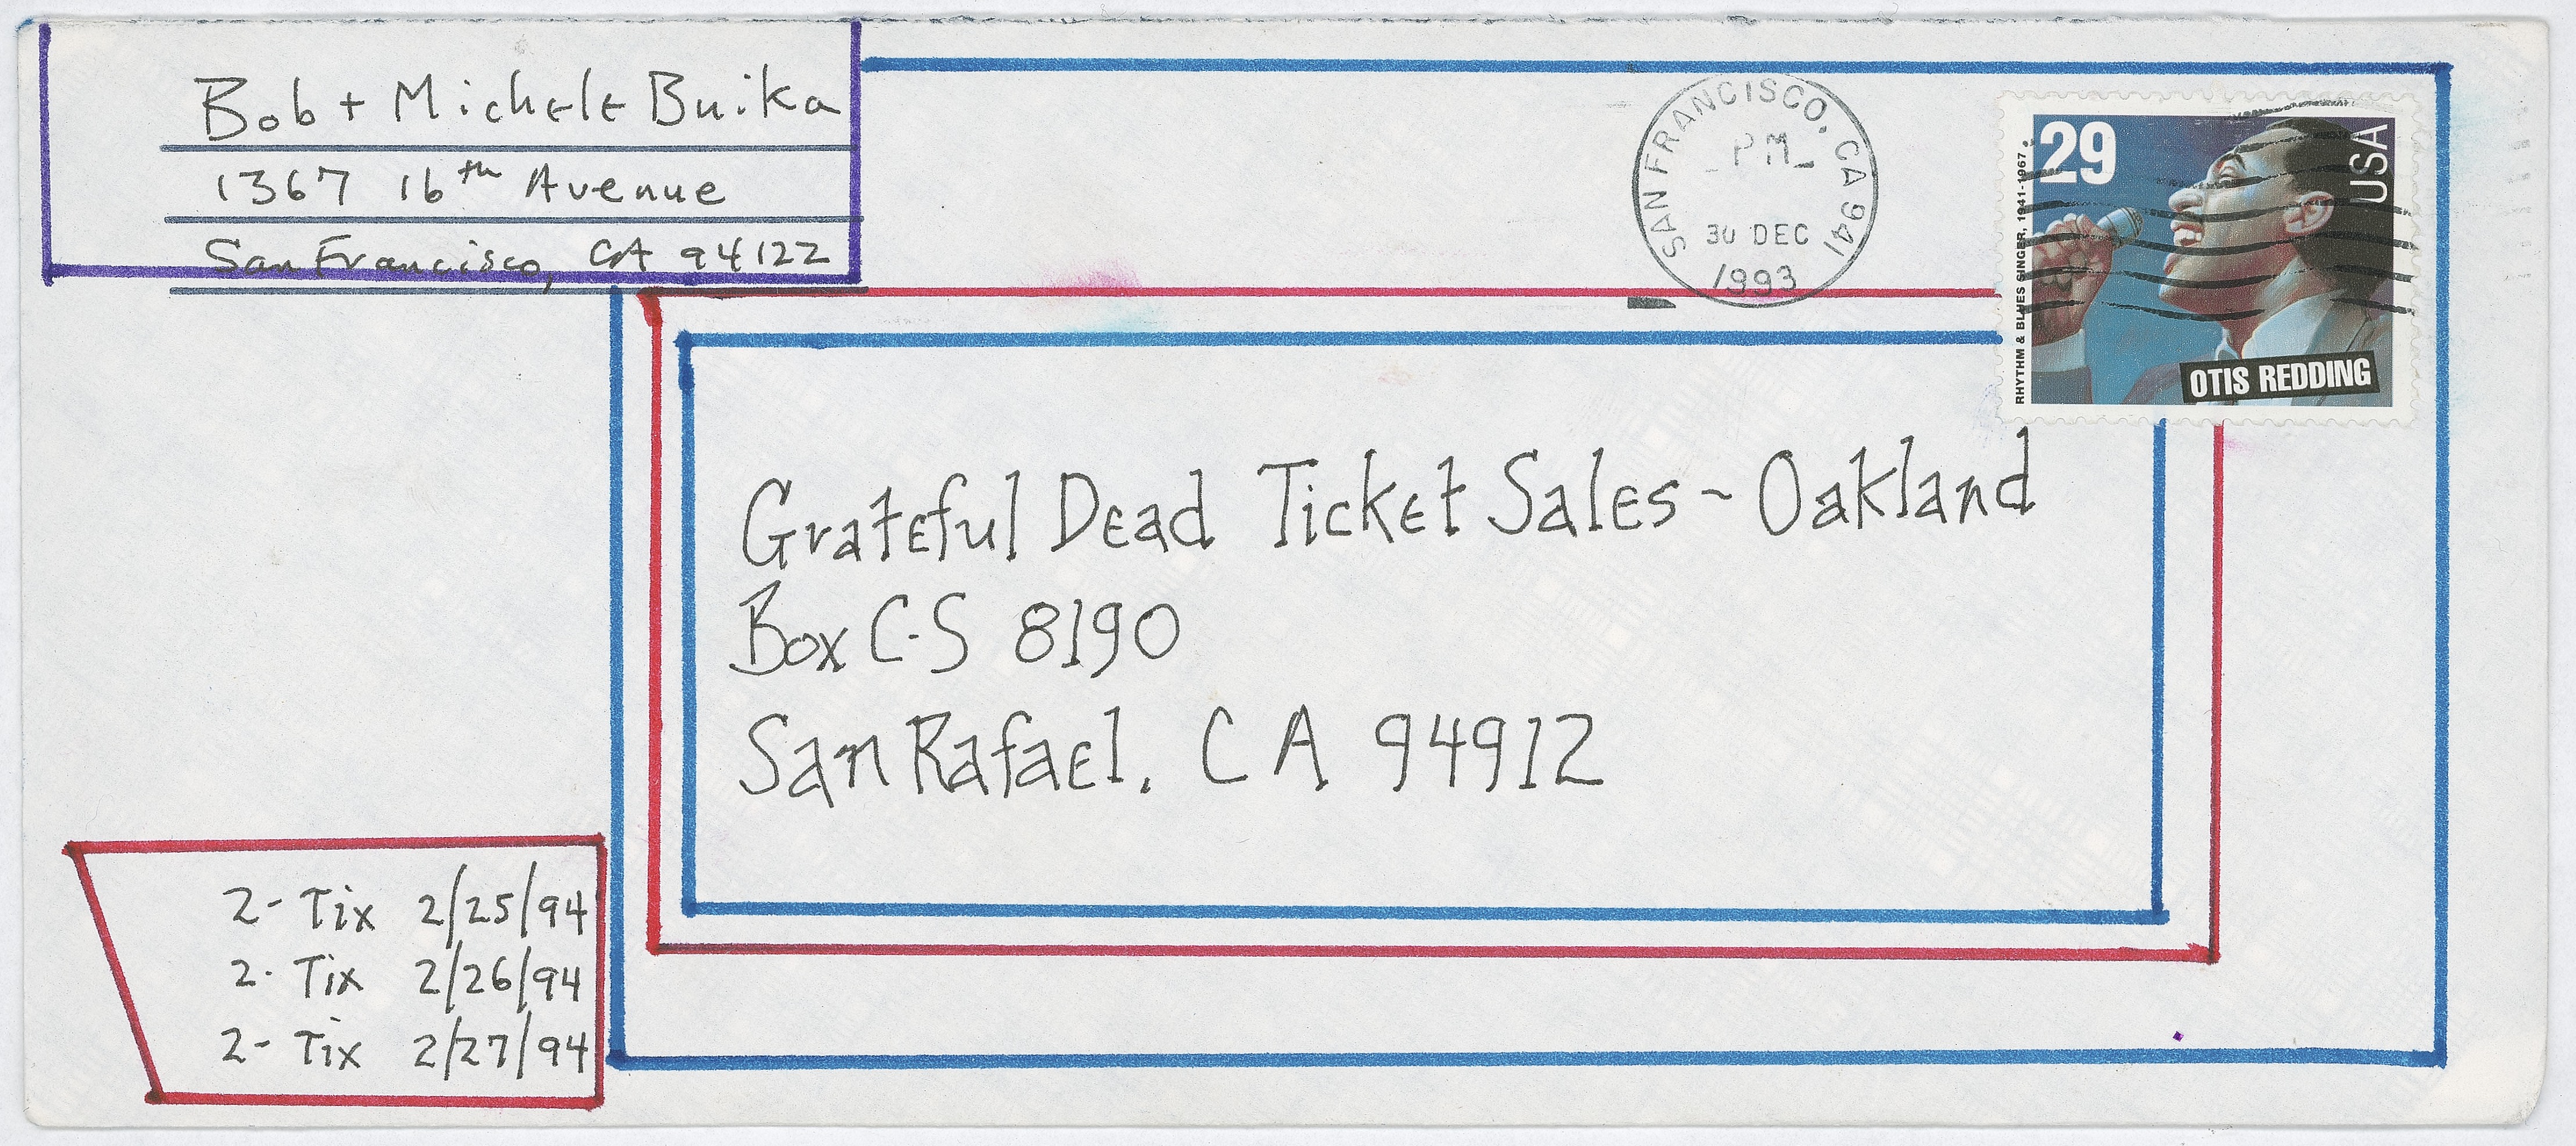 Bob + Michele Buika
1367 16th Avenue
San Francisco, CA 94122
SAN FRANCISCO, CA 941
PM
30 DEC
1993
29
USA
RHYTHM & BLUES SINGER, 1941-1967
OTIS REDDING
Grateful Dead Ticket Sales ~ Oakland
Box C-S 8190
San Rafael, CA 94912
2- Tix 2/25/94
2- Tix 2/26/94
2- Tix 2/27/94